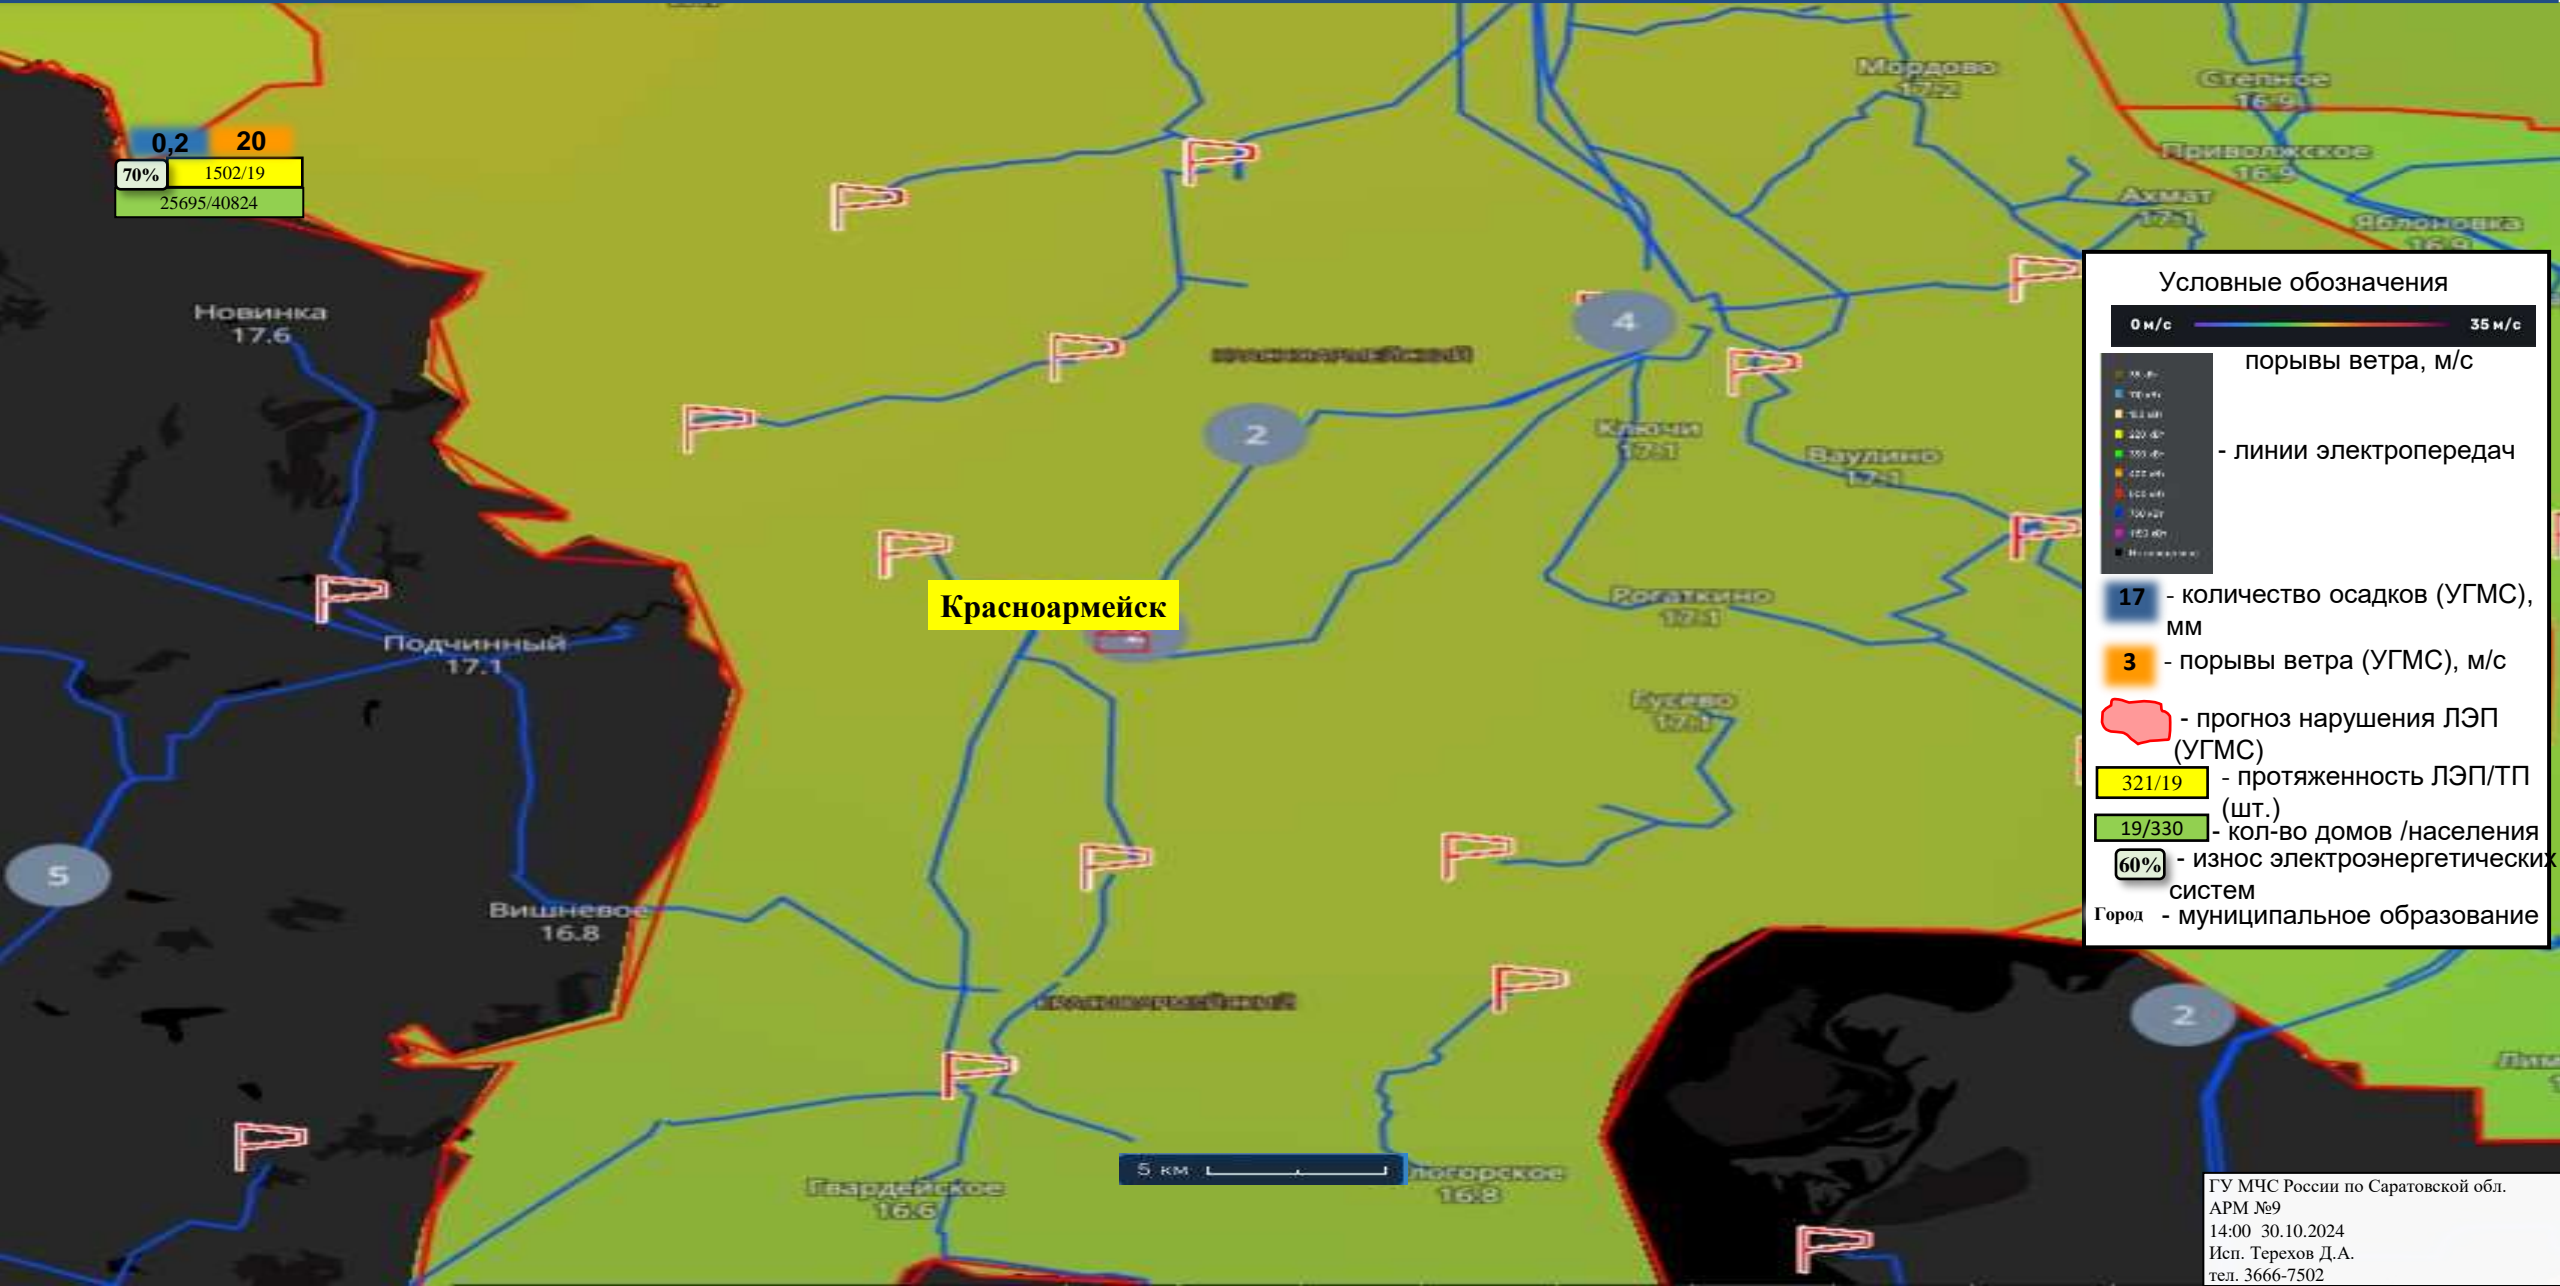 Мордово
17.2
Степное
16.9
0,2 20
70% 1502/19
25695/40824
Приволжское
16.9
Ахмат
17.1
Яблоновка
16.9
Новинка
17.6
4
КРАСНОАРМЕЙСКИЙ
2
Ключи
17.1
Ваулино
17.1
Красноармейск
Рогаткино
17.1
Подчинный
17.1
Гусево
17.1
5
Вишневое
16.8
КРАСНОАРМЕЙСКИЙ
2
5 км
Гвардейское
16.6
логорское
16.8
Условные обозначения
0 м/с 35 м/с
порывы ветра, м/с
- линии электропередач
17 - количество осадков (УГМС),
мм
3 - порывы ветра (УГМС), м/с
- прогноз нарушения ЛЭП
(УГМС)
321/19 - протяженность ЛЭП/ТП
(шт.)
19/330 - кол-во домов /населения
60% - износ электроэнергетических
систем
Город - муниципальное образование
ГУ МЧС России по Саратовской обл.
АРМ №9
14:00 30.10.2024
Исп. Терехов Д.А.
тел. 3666-7502